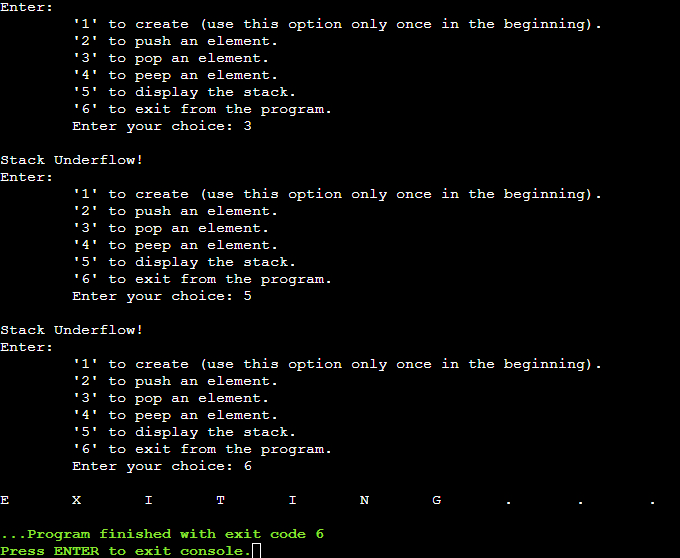 Enter:
'1' to create (use this option only once in the beginning).
'2' to push an element.
'3' to pop an element.
'4' to peep an element.
'5' to display the stack.
'6' to exit from the program.
Enter your choice: 3
Stack Underflow!
Enter:
'1' to create (use this option only once in the beginning).
'2' to push an element.
'3' to pop an element.
'4' to peep an element.
'5' to display the stack.
'6' to exit from the program.
Enter your choice: 5
Stack Underflow!
Enter:
'1' to create (use this option only once in the beginning).
'2' to push an element.
'3' to pop an element.
'4' to peep an element.
'5' to display the stack.
'6' to exit from the program.
Enter your choice: 6
E X I T I N G . . .
...Program finished with exit code 6
Press ENTER to exit console.